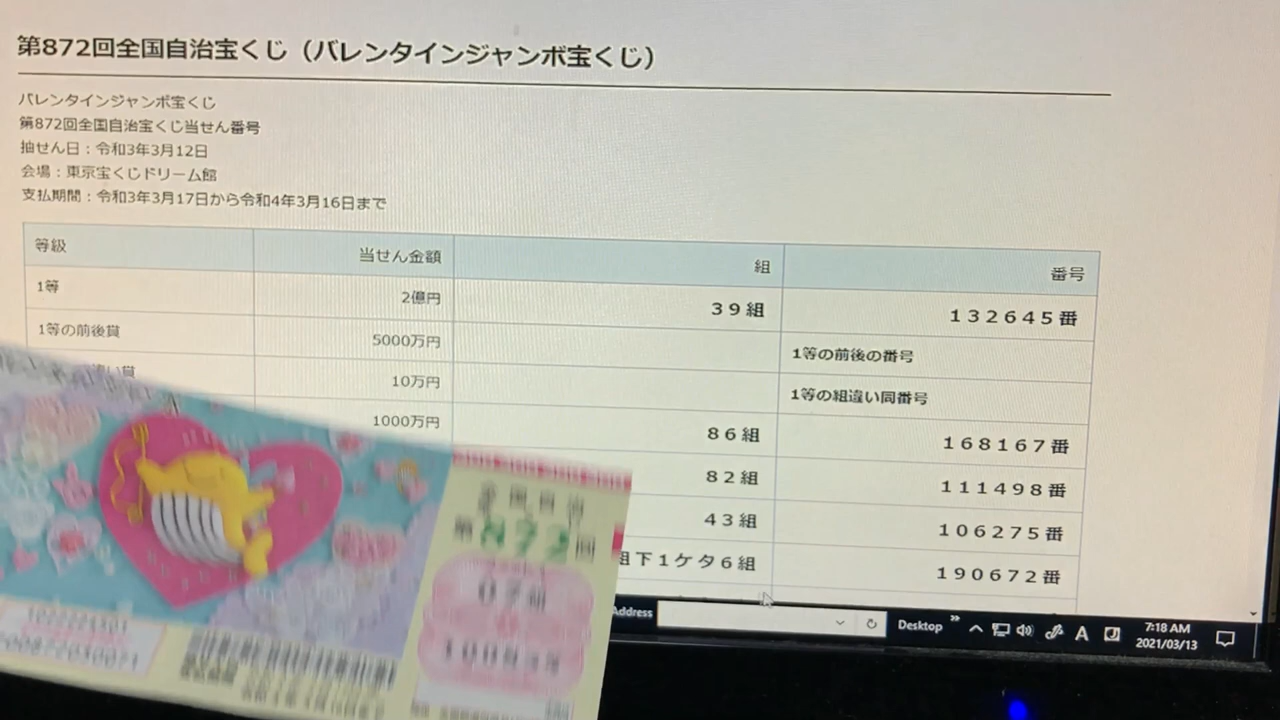 第872回全国自治宝くじ（バレンタインジャンボ宝くじ）
バレンタインジャンボ宝くじ
第872回全国自治宝くじ当せん番号
抽せん日：令和3年3月12日
会場：東京宝くじドリーム館
支払期間：令和3年3月17日から令和4年3月16日まで
等級 当せん金額 組 番号
1等 2億円 39組 132645番
1等の前後賞 5000万円 1等の前後の番号
10万円 1等の組違い同番号
1000万円 86組 168167番
82組 111498番
43組 106275番
組下1ケタ6組 190672番
全国自治
第872回
Address
Desktop
A
7:18 AM
2021/03/13